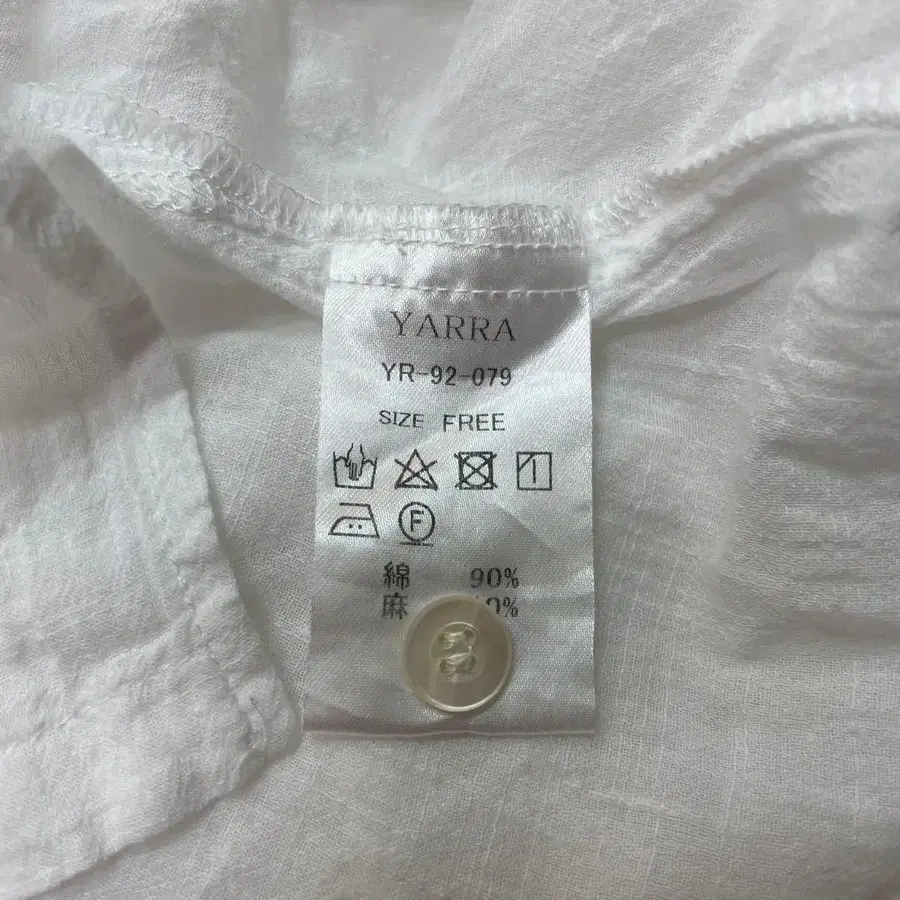 YARRA
YR-92-079
SIZE FREE
F
綿 90%
麻